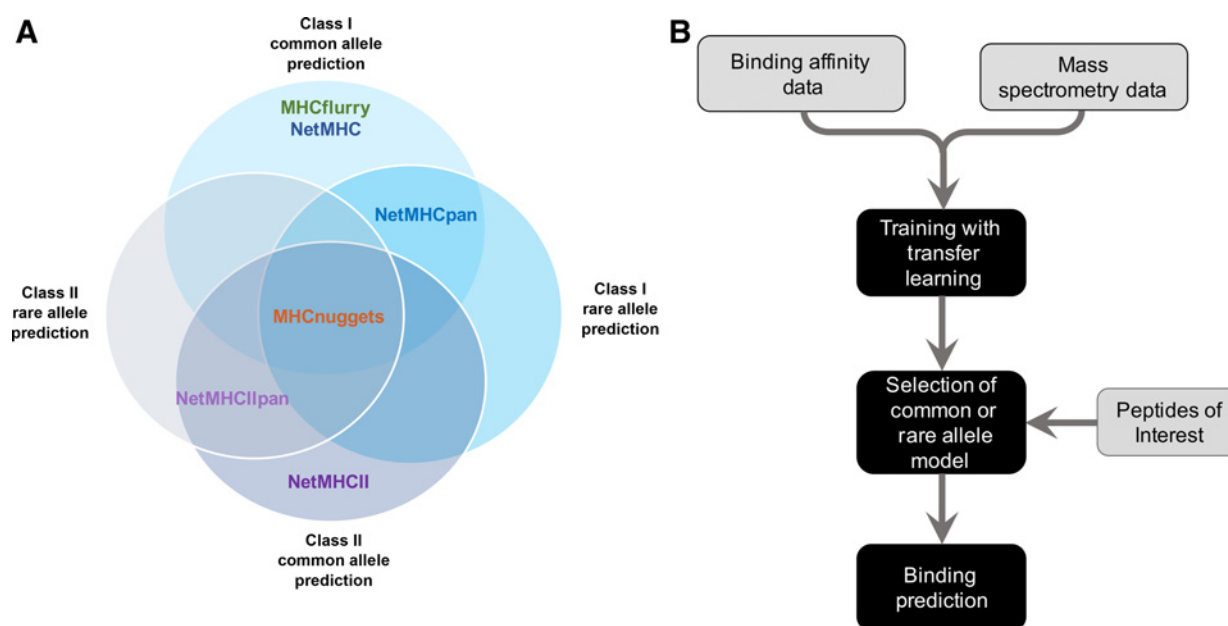 A
Class I
common allele
prediction
MHCflurry
NetMHC
NetMHCpan
Class II
rare allele
prediction
MHCnuggets
Class I
rare allele
prediction
NetMHCIIpan
NetMHCII
Class II
common allele
prediction
B
Binding affinity
data
Mass
spectrometry data
Training with
transfer
learning
Selection of
common or
rare allele
model
Peptides of
Interest
Binding
prediction